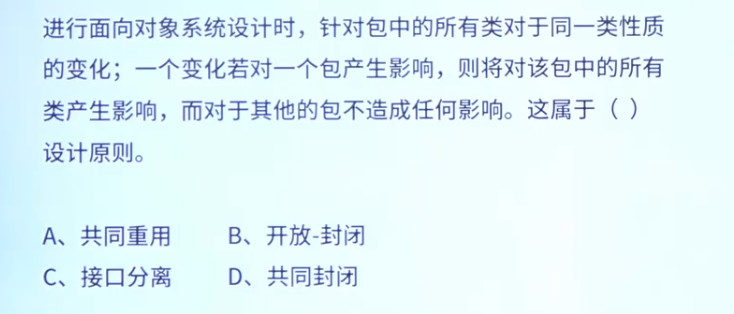 进行面向对象系统设计时，针对包中的所有类对于同一类性质
的变化；一个变化若对一个包产生影响，则将对该包中的所有
类产生影响，而对于其他的包不造成任何影响。这属于（ ）
设计原则。
A、共同重用 B、开放-封闭
C、接口分离 D、共同封闭